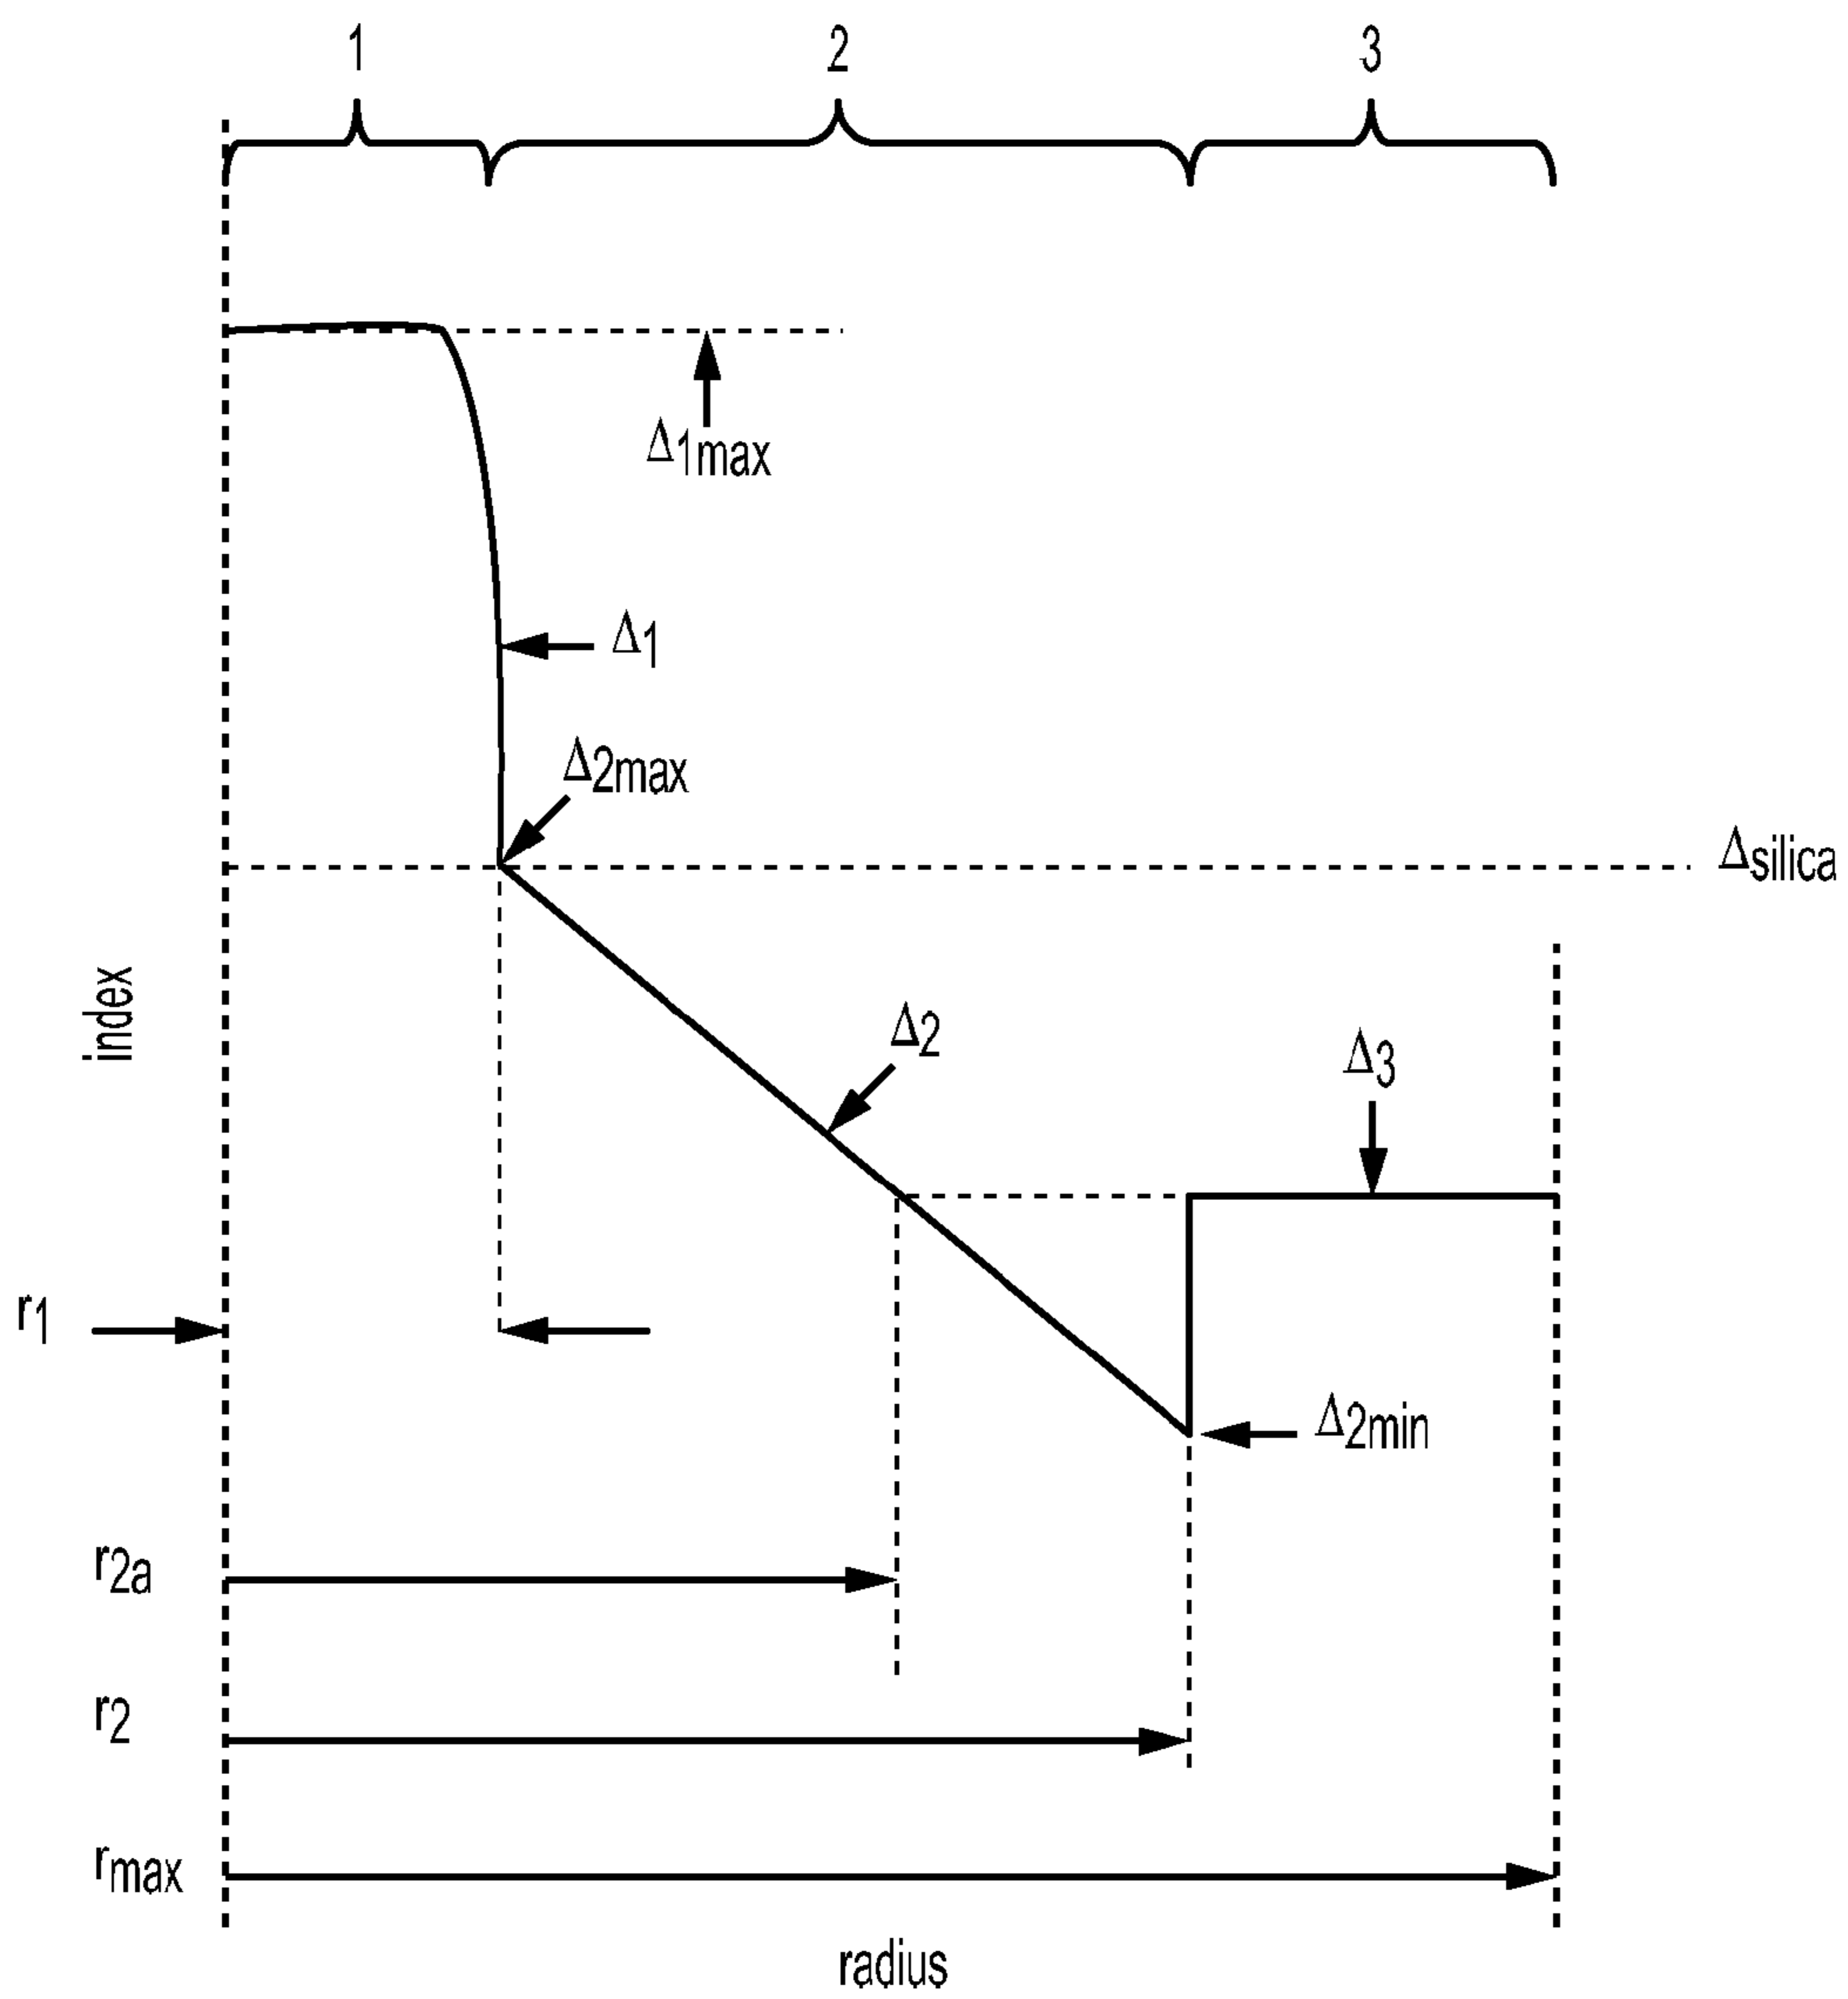 1 2 3
Δ1max
Δ1
Δ2max
Δsilica
index
Δ2
Δ3
r1
Δ2min
r2a
r2
rmax
radius